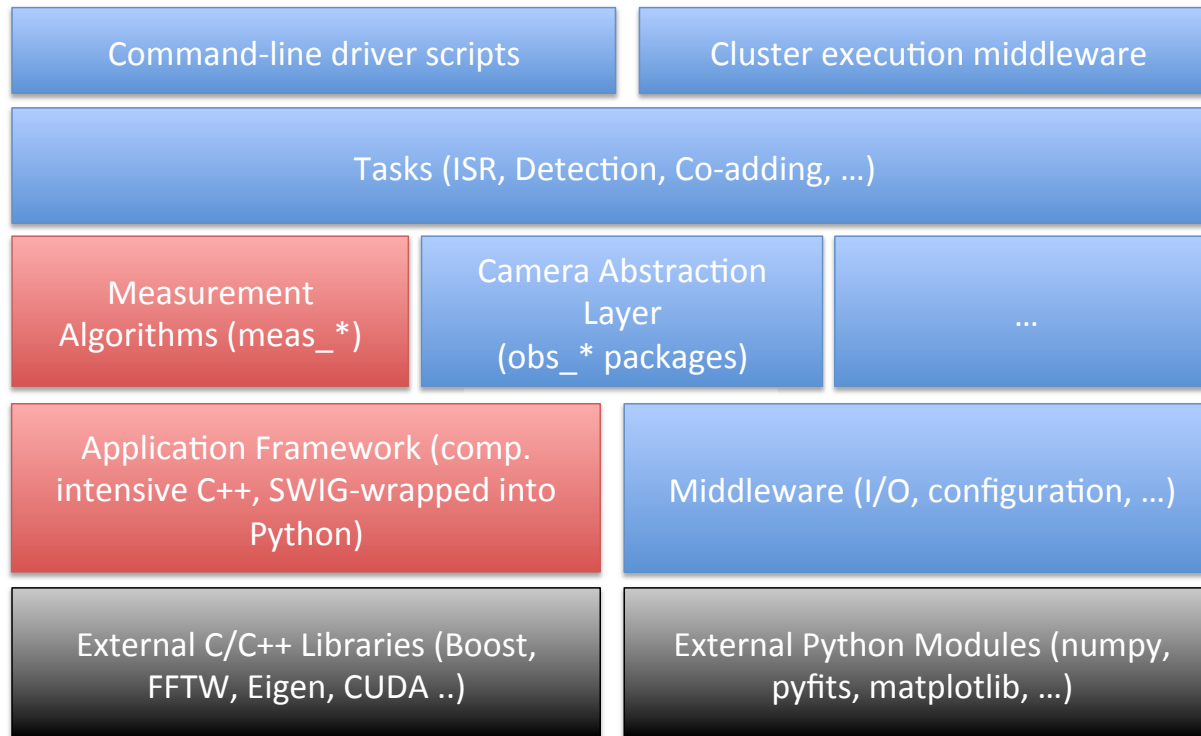 Command-line driver scripts
Cluster execution middleware
Tasks (ISR, Detection, Co-adding, …)
Measurement
Algorithms (meas_*)
Camera Abstraction
Layer
(obs_* packages)
…
Application Framework (comp.
intensive C++, SWIG-wrapped into
Python)
Middleware (I/O, configuration, …)
External C/C++ Libraries (Boost,
FFTW, Eigen, CUDA ..)
External Python Modules (numpy,
pyfits, matplotlib, …)